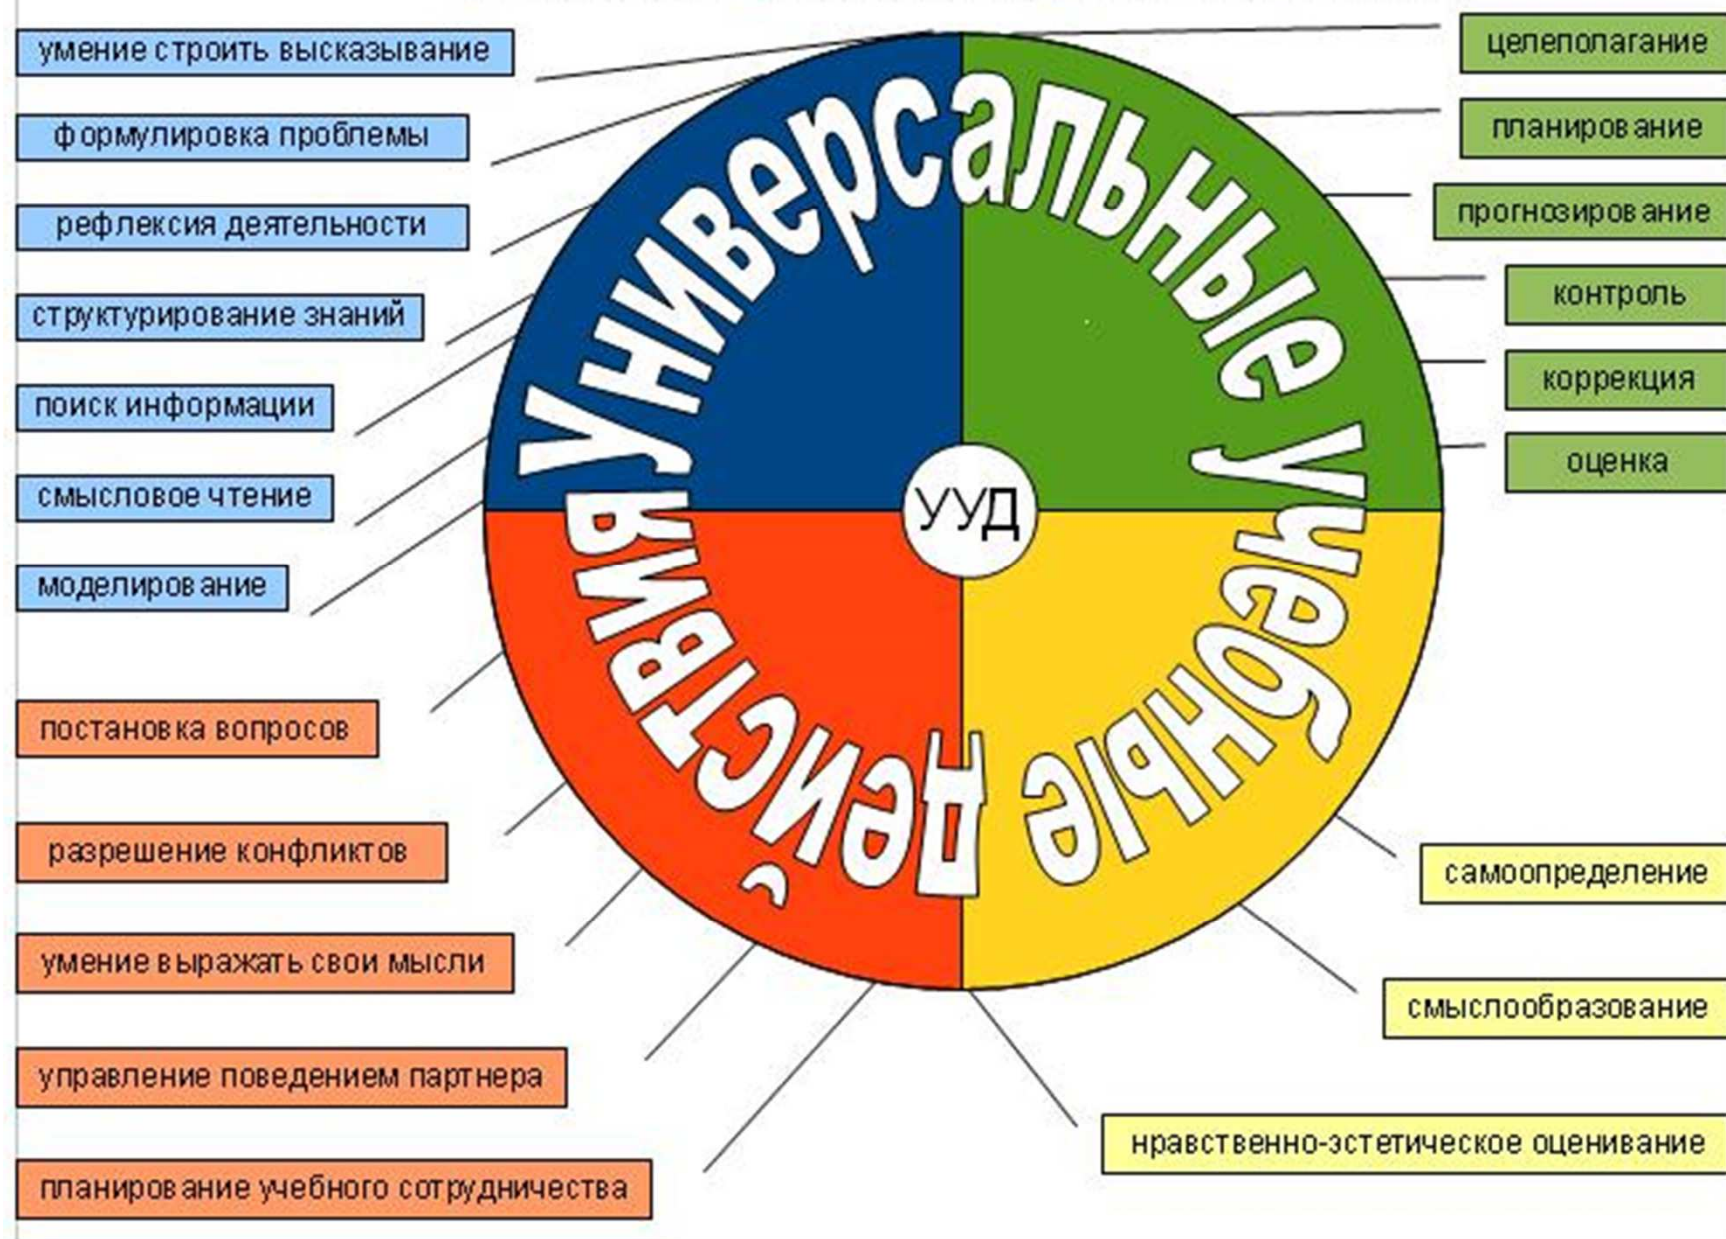 умение строить высказывание
формулировка проблемы
рефлексия деятельности
структурирование знаний
поиск информации
смысловое чтение
моделирование
постановка вопросов
разрешение конфликтов
умение выражать свои мысли
управление поведением партнера
планирование учебного сотрудничества
Универсальные учебные действия
УУД
целеполагание
планирование
прогнозирование
контроль
коррекция
оценка
самоопределение
смыслообразование
нравственно-эстетическое оценивание